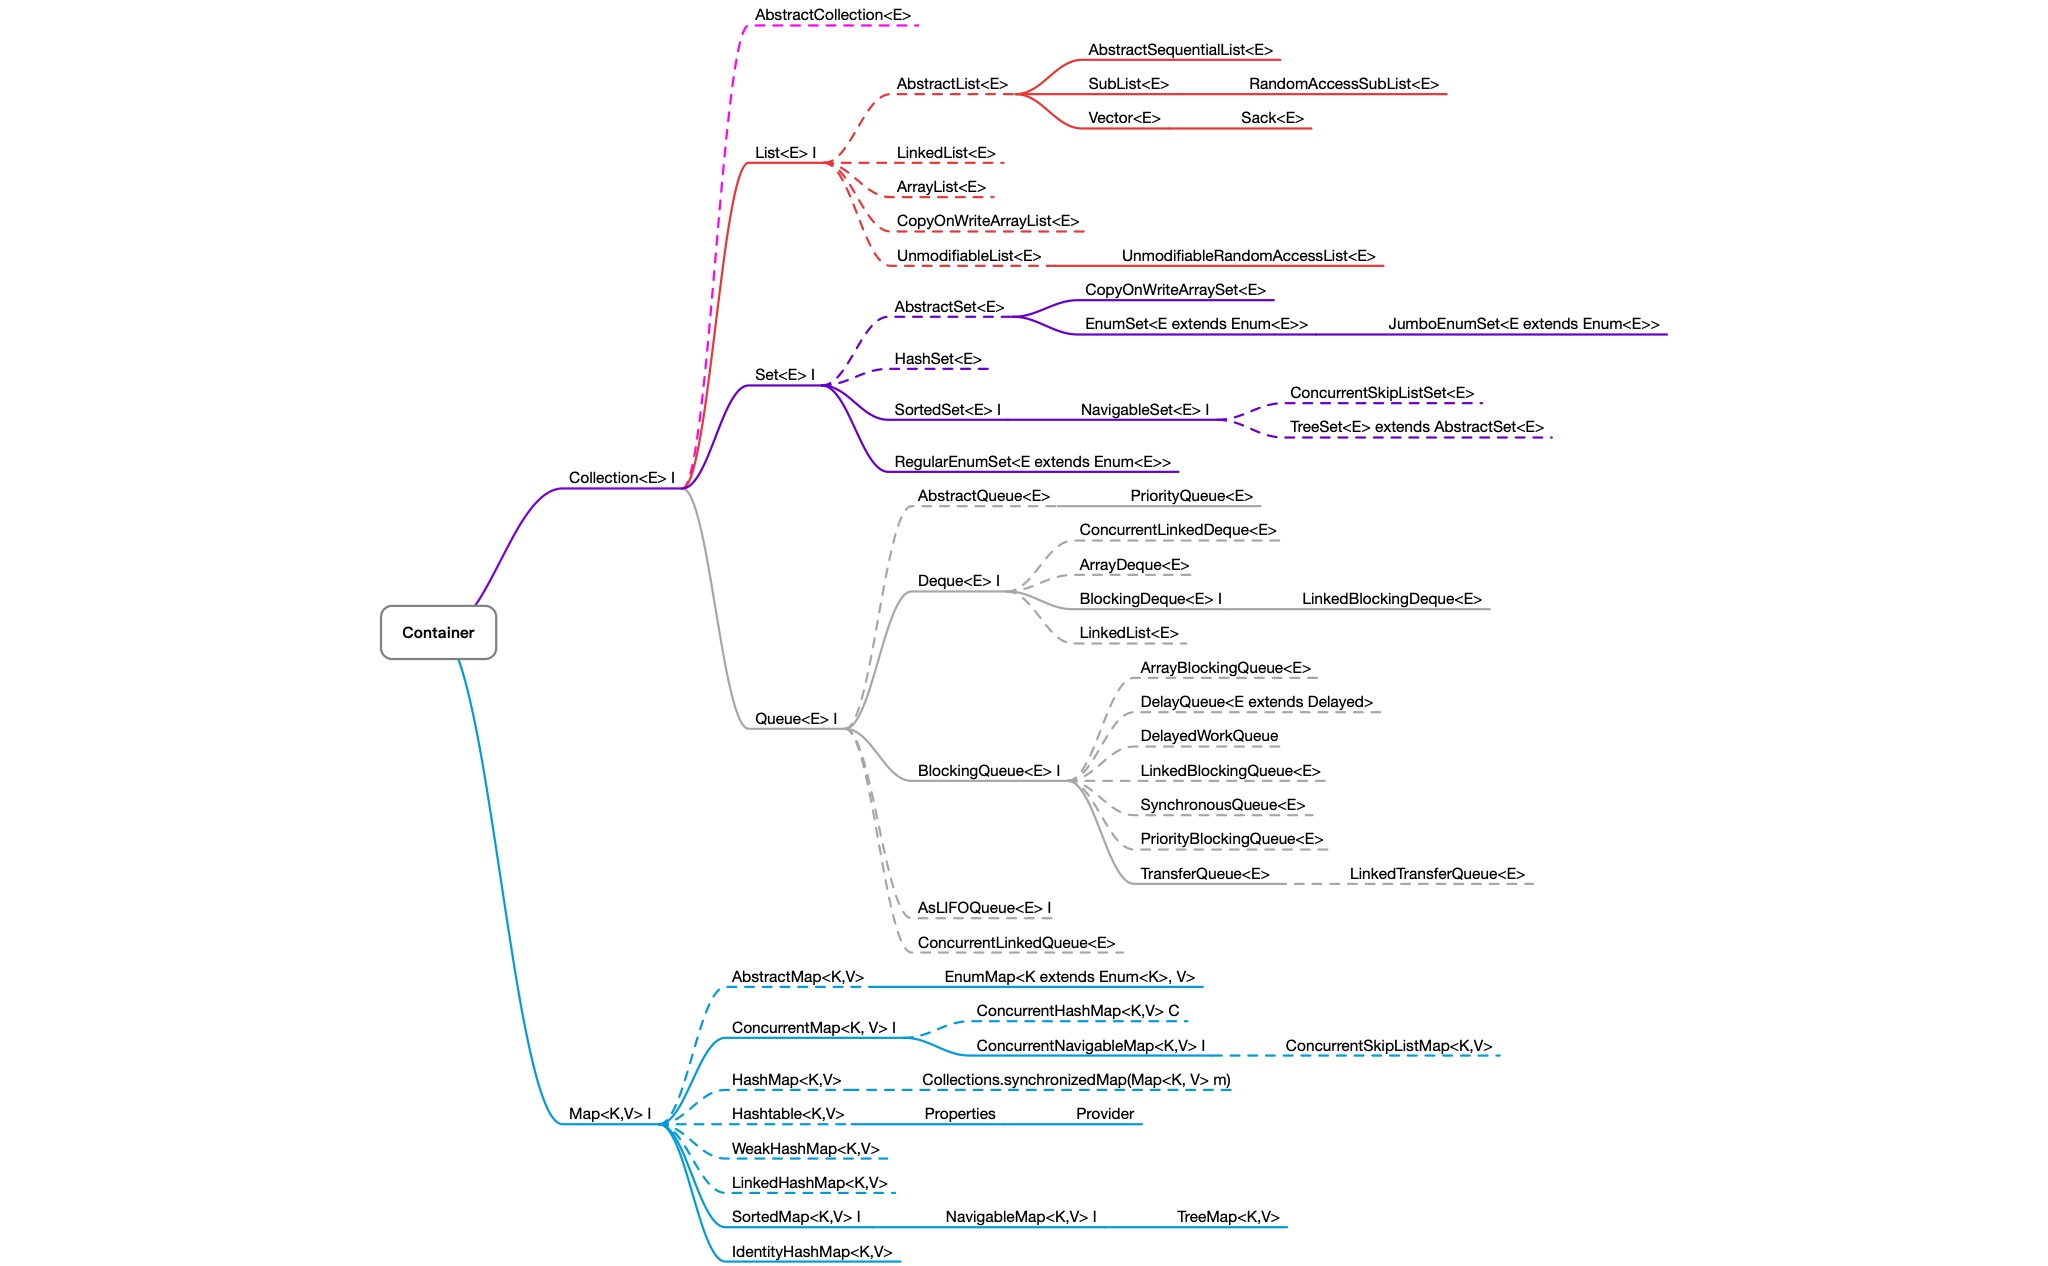 AbstractCollection<E>
AbstractSequentialList<E>
AbstractList<E>
SubList<E> RandomAccessSubList<E>
Vector<E> Sack<E>
List<E> I
LinkedList<E>
ArrayList<E>
CopyOnWriteArrayList<E>
UnmodifiableList<E> UnmodifiableRandomAccessList<E>
CopyOnWriteArraySet<E>
AbstractSet<E>
EnumSet<E extends Enum<E>> JumboEnumSet<E extends Enum<E>>
HashSet<E>
Set<E> I
ConcurrentSkipListSet<E>
SortedSet<E> I NavigableSet<E> I
TreeSet<E> extends AbstractSet<E>
RegularEnumSet<E extends Enum<E>>
Collection<E> I
AbstractQueue<E> PriorityQueue<E>
ConcurrentLinkedDeque<E>
ArrayDeque<E>
Deque<E> I
BlockingDeque<E> I LinkedBlockingDeque<E>
LinkedList<E>
Container
ArrayBlockingQueue<E>
DelayQueue<E extends Delayed>
Queue<E> I
DelayedWorkQueue
BlockingQueue<E> I
LinkedBlockingQueue<E>
SynchronousQueue<E>
PriorityBlockingQueue<E>
TransferQueue<E> LinkedTransferQueue<E>
AsLIFOQueue<E> I
ConcurrentLinkedQueue<E>
AbstractMap<K,V> EnumMap<K extends Enum<K>, V>
ConcurrentHashMap<K,V> C
ConcurrentMap<K, V> I
ConcurrentNavigableMap<K,V> I ConcurrentSkipListMap<K,V>
HashMap<K,V> Collections.synchronizedMap(Map<K, V> m)
Map<K,V> I
Hashtable<K,V> Properties Provider
WeakHashMap<K,V>
LinkedHashMap<K,V>
SortedMap<K,V> I NavigableMap<K,V> I TreeMap<K,V>
IdentityHashMap<K,V>